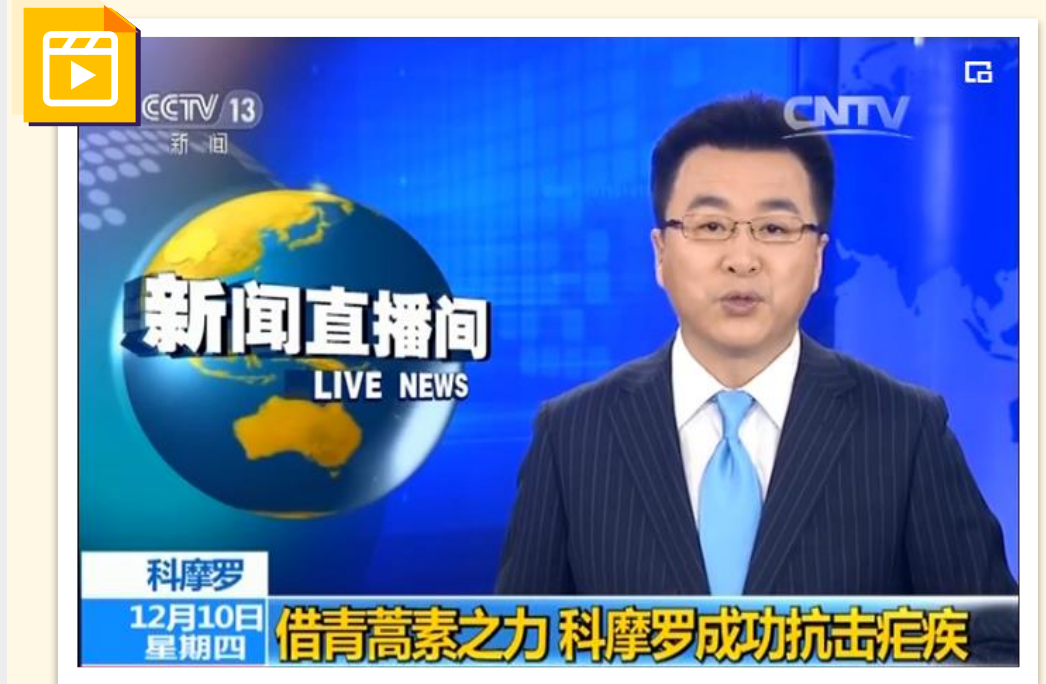 CCTV 13
新闻
CNTV
新闻直播间
LIVE NEWS
科摩罗
12月10日
星期四
借青蒿素之力 科摩罗成功抗击疟疾